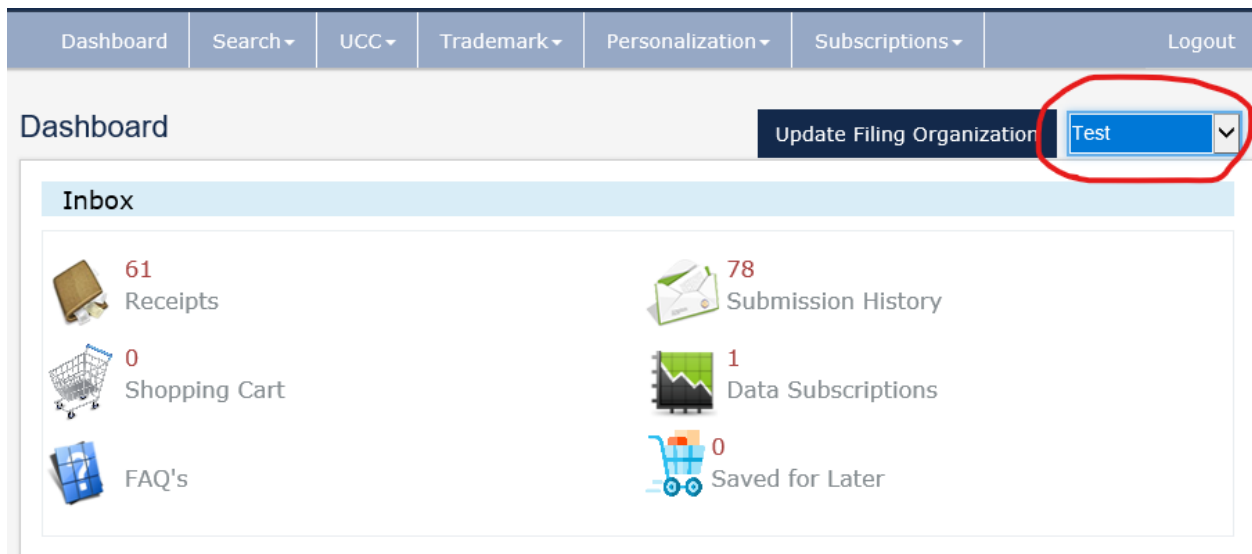 Dashboard Search UCC Trademark Personalization Subscriptions Logout
Dashboard
Update Filing Organization Test
Inbox
61
Receipts
78
Submission History
0
Shopping Cart
1
Data Subscriptions
FAQ's
0
Saved for Later